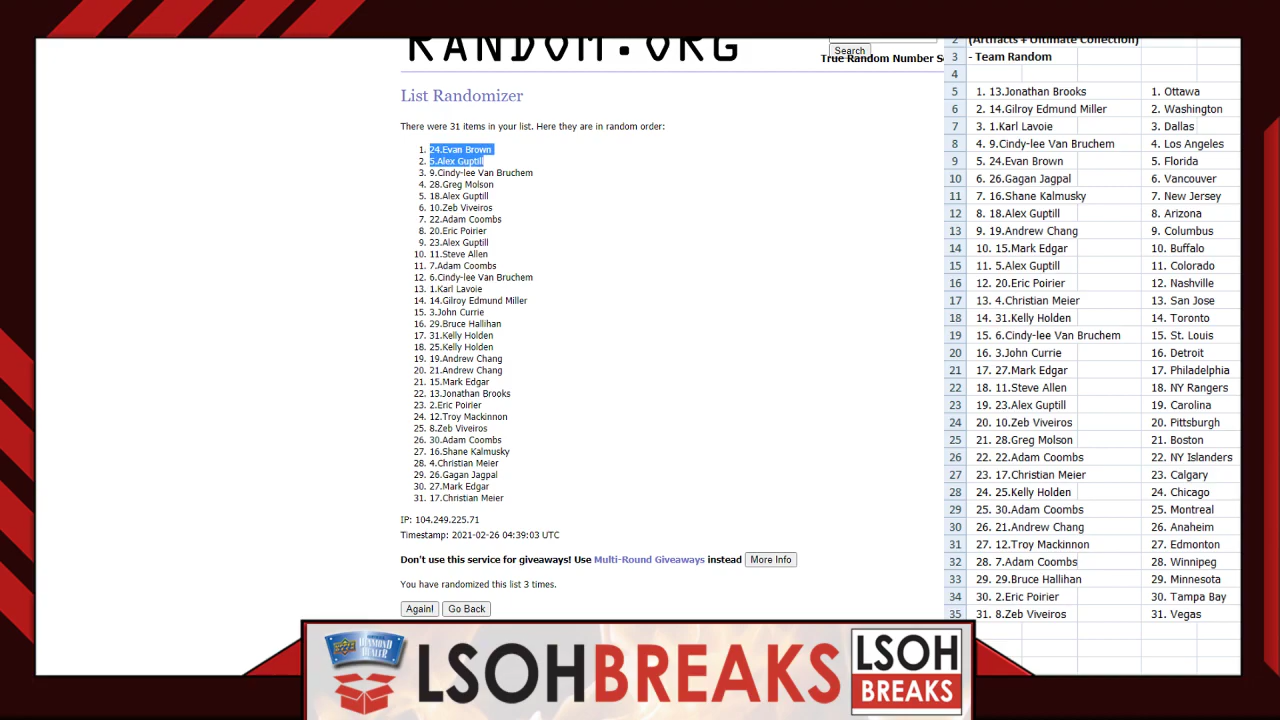 RANDOM.ORG
Search
True Random Number Se
List Randomizer
There were 31 items in your list. Here they are in random order:
1. 24.Evan Brown
2. 5.Alex Guptill
3. 9.Cindy-lee Van Bruchem
4. 28.Greg Molson
5. 18.Alex Guptill
6. 10.Zeb Viveiros
7. 22.Adam Coombs
8. 20.Eric Poirier
9. 23.Alex Guptill
10. 11.Steve Allen
11. 7.Adam Coombs
12. 6.Cindy-lee Van Bruchem
13. 1.Karl Lavoie
14. 14.Gilroy Edmund Miller
15. 3.John Currie
16. 29.Bruce Hallihan
17. 31.Kelly Holden
18. 25.Kelly Holden
19. 19.Andrew Chang
20. 21.Andrew Chang
21. 15.Mark Edgar
22. 13.Jonathan Brooks
23. 2.Eric Poirier
24. 12.Troy Mackinnon
25. 8.Zeb Viveiros
26. 30.Adam Coombs
27. 16.Shane Kalmusky
28. 4.Christian Meier
29. 26.Gagan Jagpal
30. 27.Mark Edgar
31. 17.Christian Meier
IP: 104.249.225.71
Timestamp: 2021-02-26 04:39:03 UTC
Don't use this service for giveaways! Use Multi-Round Giveaways instead More Info
You have randomized this list 3 times.
Again! Go Back
2 (Artifacts + Ultimate Collection)
3 - Team Random
4
5 1. 13.Jonathan Brooks 1. Ottawa
6 2. 14.Gilroy Edmund Miller 2. Washington
7 3. 1.Karl Lavoie 3. Dallas
8 4. 9.Cindy-lee Van Bruchem 4. Los Angeles
9 5. 24.Evan Brown 5. Florida
10 6. 26.Gagan Jagpal 6. Vancouver
11 7. 16.Shane Kalmusky 7. New Jersey
12 8. 18.Alex Guptill 8. Arizona
13 9. 19.Andrew Chang 9. Columbus
14 10. 15.Mark Edgar 10. Buffalo
15 11. 5.Alex Guptill 11. Colorado
16 12. 20.Eric Poirier 12. Nashville
17 13. 4.Christian Meier 13. San Jose
18 14. 31.Kelly Holden 14. Toronto
19 15. 6.Cindy-lee Van Bruchem 15. St. Louis
20 16. 3.John Currie 16. Detroit
21 17. 27.Mark Edgar 17. Philadelphia
22 18. 11.Steve Allen 18. NY Rangers
23 19. 23.Alex Guptill 19. Carolina
24 20. 10.Zeb Viveiros 20. Pittsburgh
25 21. 28.Greg Molson 21. Boston
26 22. 22.Adam Coombs 22. NY Islanders
27 23. 17.Christian Meier 23. Calgary
28 24. 25.Kelly Holden 24. Chicago
29 25. 30.Adam Coombs 25. Montreal
30 26. 21.Andrew Chang 26. Anaheim
31 27. 12.Troy Mackinnon 27. Edmonton
32 28. 7.Adam Coombs 28. Winnipeg
33 29. 29.Bruce Hallihan 29. Minnesota
34 30. 2.Eric Poirier 30. Tampa Bay
35 31. 8.Zeb Viveiros 31. Vegas
DIAMOND
DEALER
LSOHBREAKS
LSOH
BREAKS